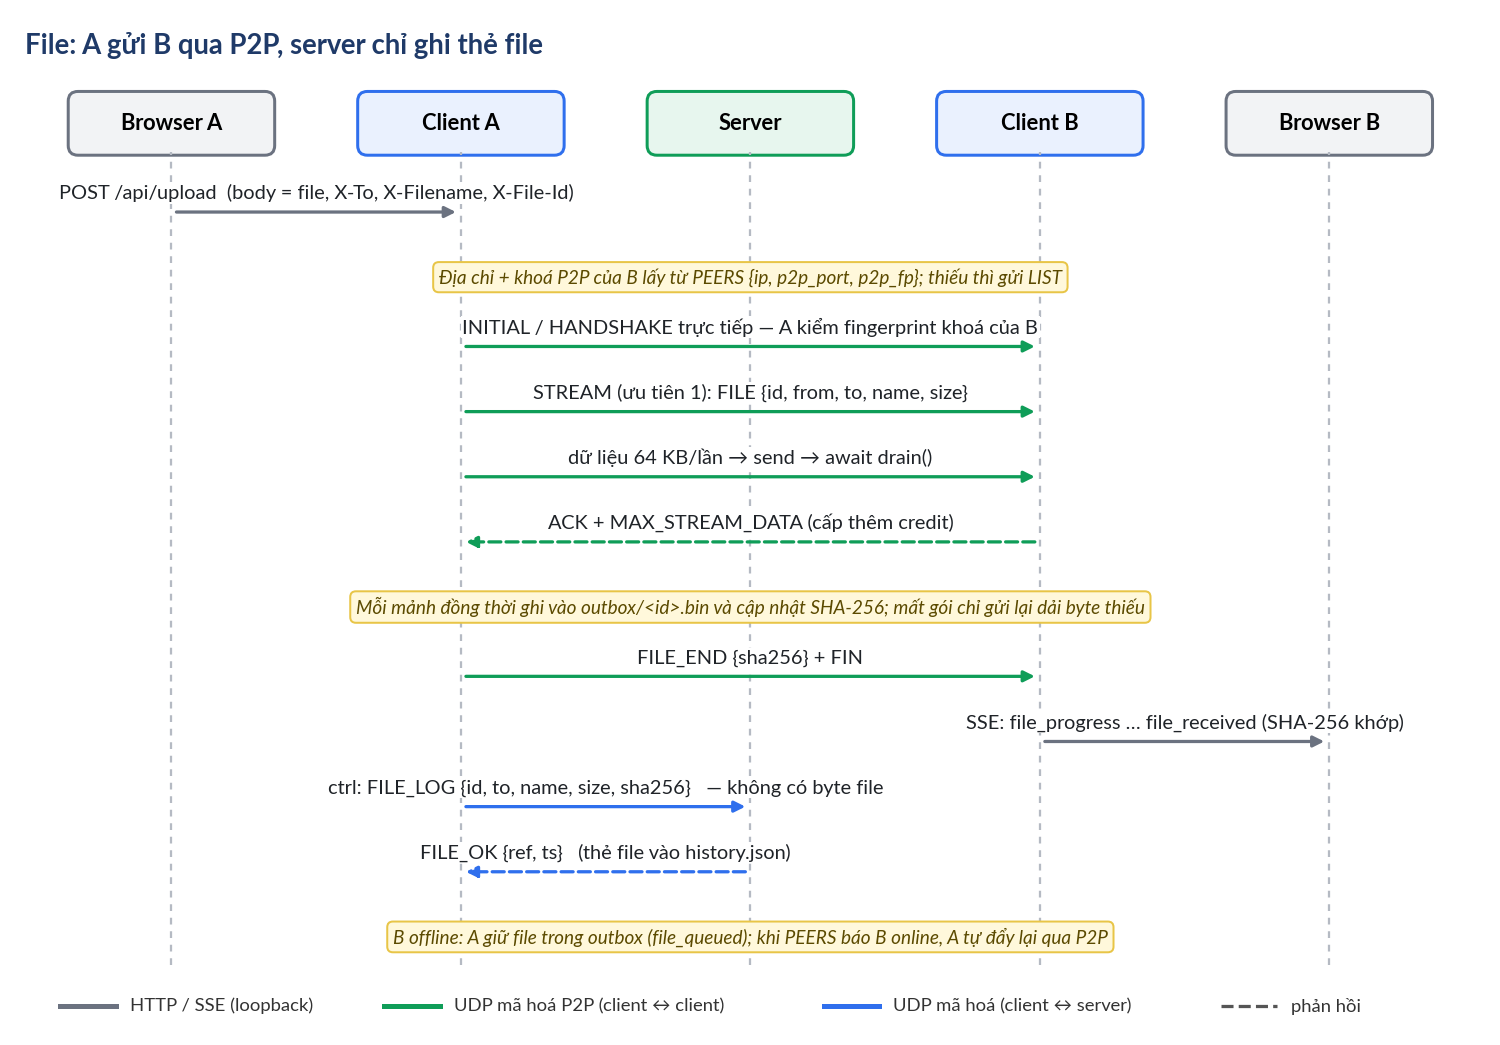 File: A gửi B qua P2P, server chỉ ghi thẻ file
Browser A
Client A
Server
Client B
Browser B
POST /api/upload (body = file, X-To, X-Filename, X-File-Id)
Địa chỉ + khoá P2P của B lấy từ PEERS {ip, p2p_port, p2p_fp}; thiếu thì gửi LIST
INITIAL / HANDSHAKE trực tiếp — A kiểm fingerprint khoá của B
STREAM (ưu tiên 1): FILE {id, from, to, name, size}
dữ liệu 64 KB/lần → send → await drain()
ACK + MAX_STREAM_DATA (cấp thêm credit)
Mỗi mảnh đồng thời ghi vào outbox/<id>.bin và cập nhật SHA-256; mất gói chỉ gửi lại dải byte thiếu
FILE_END {sha256} + FIN
SSE: file_progress ... file_received (SHA-256 khớp)
ctrl: FILE_LOG {id, to, name, size, sha256} — không có byte file
FILE_OK {ref, ts} (thẻ file vào history.json)
B offline: A giữ file trong outbox (file_queued); khi PEERS báo B online, A tự đẩy lại qua P2P
HTTP / SSE (loopback)
UDP mã hoá P2P (client ↔ client)
UDP mã hoá (client ↔ server)
phản hồi